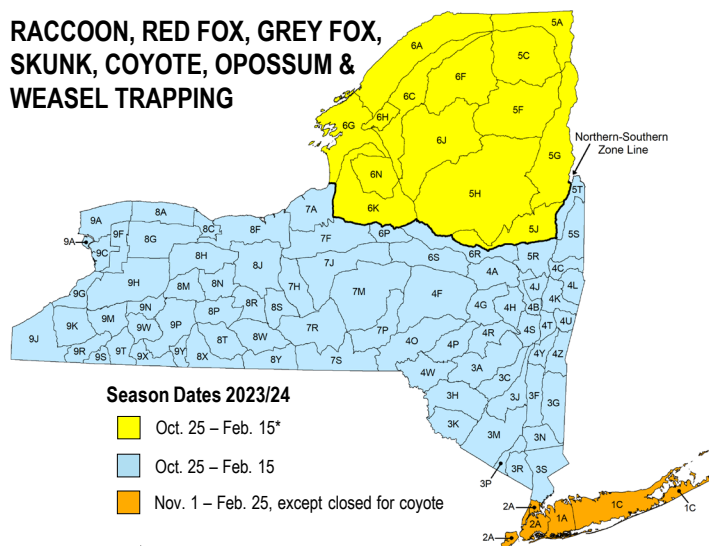 RACCOON, RED FOX, GREY FOX,
SKUNK, COYOTE, OPOSSUM &
WEASEL TRAPPING
5A
6A
5C
6F
6C
5F
6H
6G
6J
Northern-Southern
Zone Line
5G
6N
5H
5T
6K
7A
5J
9A
8A
9F
8C
8F
7F
6P
5S
9A
8G
9C
8H
6S
6R
5R
7J
8J
4A
4C
9H
8M
8N
7H
7M
4J
4L
9G
4F
4K
9N
8R
8S
4G
4H
4B
9M
8P
9K
9W
9P
7R
7P
4R
4S
4T
4U
9J
8T
8W
4O
4P
9R
9S
9T
9X
9Y
8X
8Y
7S
4W
3A
3C
4Y
4Z
3H
3J
3F
3G
3K
3M
3N
3P
3R
3S
Season Dates 2023/24
Oct. 25 – Feb. 15*
Oct. 25 – Feb. 15
Nov. 1 – Feb. 25, except closed for coyote
2A
1C
1C
2A
1A
2A